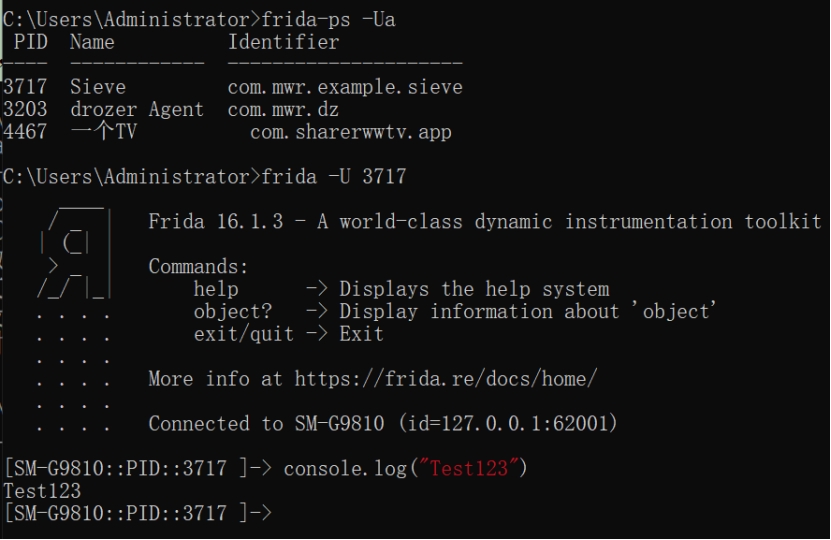 C:\Users\Administrator>frida-ps -Ua
 PID  Name          Identifier
----  ------------  ---------------------
3717  Sieve         com.mwr.example.sieve
3203  drozer Agent  com.mwr.dz
4467  一个TV          com.sharerwwtv.app
C:\Users\Administrator>frida -U 3717
     ____
    / _  |   Frida 16.1.3 - A world-class dynamic instrumentation toolkit
   | (_| |
    > _  |   Commands:
   /_/ |_|       help      -> Displays the help system
   . . . .       object?   -> Display information about 'object'
   . . . .       exit/quit -> Exit
   . . . .
   . . . .   More info at https://frida.re/docs/home/
   . . . .
   . . . .   Connected to SM-G9810 (id=127.0.0.1:62001)
[SM-G9810::PID::3717 ]-> console.log("Test123")
Test123
[SM-G9810::PID::3717 ]->